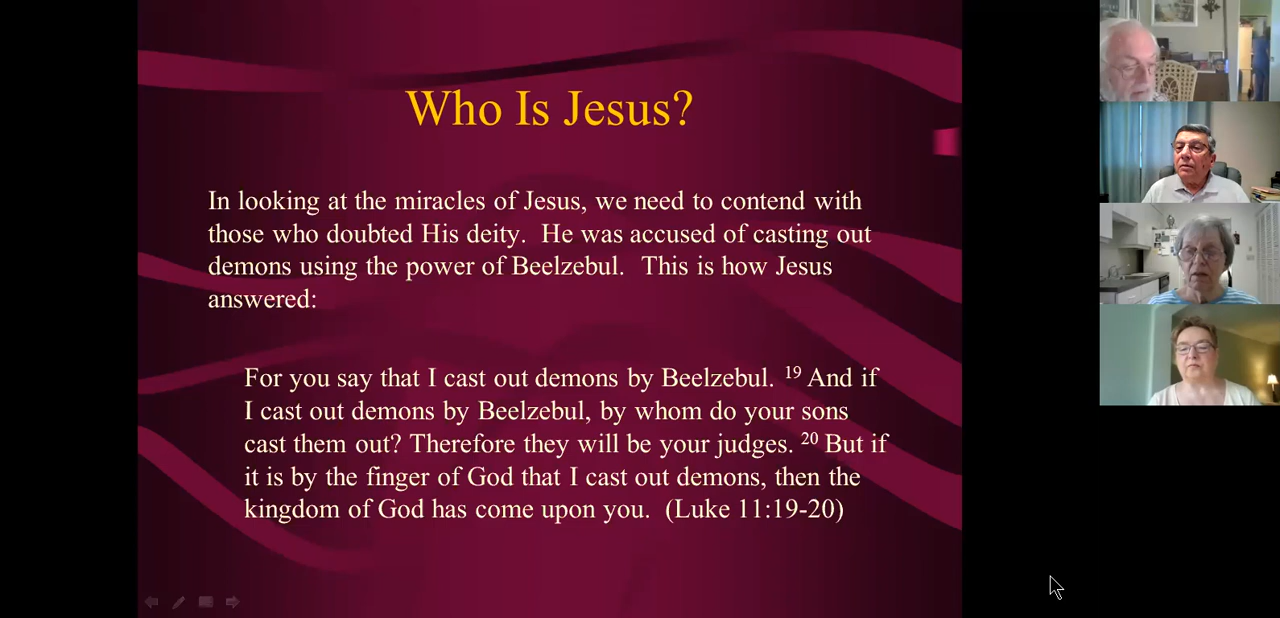 Who Is Jesus?
In looking at the miracles of Jesus, we need to contend with
those who doubted His deity.  He was accused of casting out
demons using the power of Beelzebul.  This is how Jesus
answered:
For you say that I cast out demons by Beelzebul. 19 And if
I cast out demons by Beelzebul, by whom do your sons
cast them out? Therefore they will be your judges. 20 But if
it is by the finger of God that I cast out demons, then the
kingdom of God has come upon you.  (Luke 11:19-20)